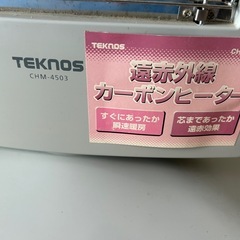 TEKNOS
CHM-4503
TEKNOS
CH
遠赤外線
カーボンヒーター
すぐにあったか
瞬速暖房
芯まであったか
遠赤効果